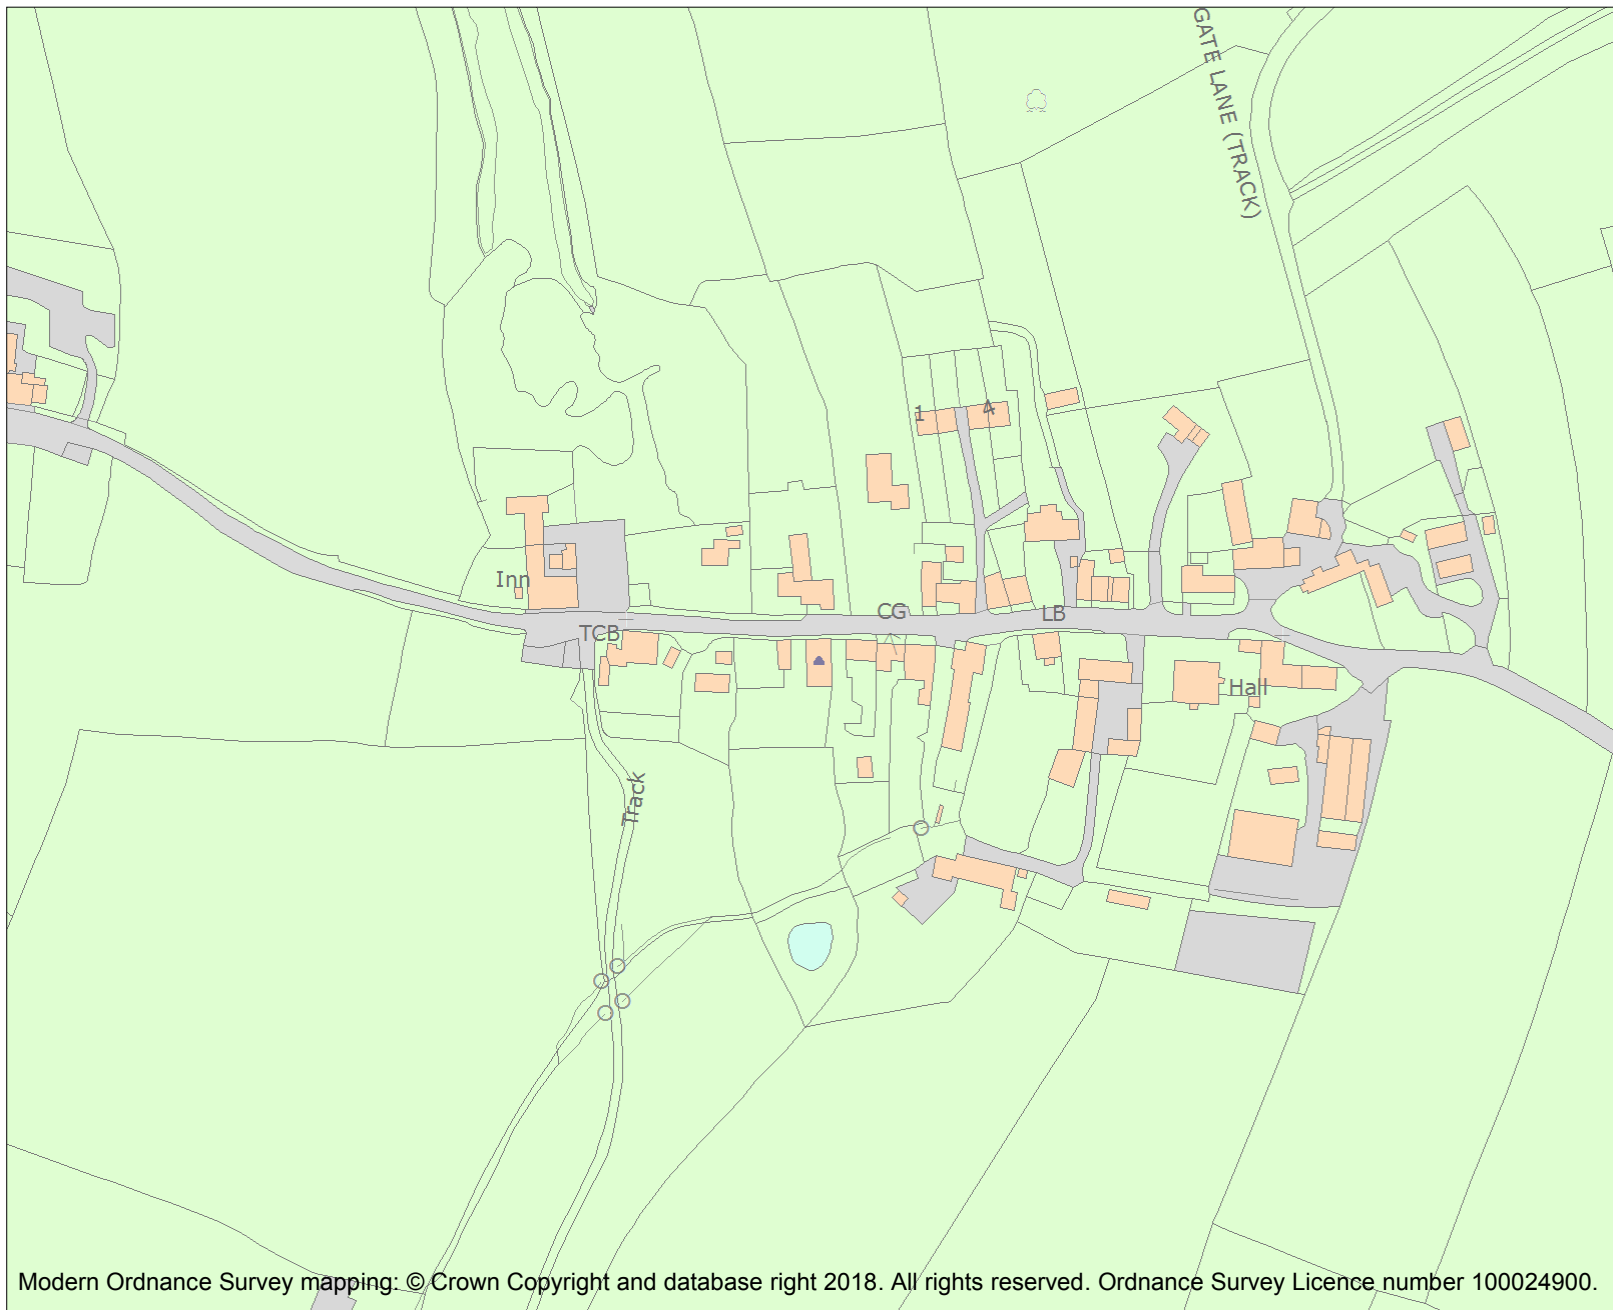 GATE LANE (TRACK)
1
4
Inn
CG
LB
TCB
Hall
Track
Modern Ordnance Survey mapping: © Crown Copyright and database right 2018. All rights reserved. Ordnance Survey Licence number 100024900.